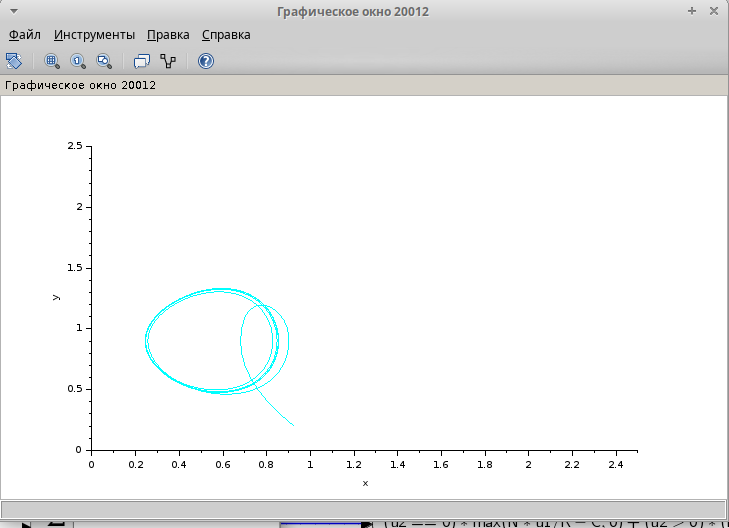 Графическое окно 20012
Файл Инструменты Правка Справка
Графическое окно 20012
2.5
2
1.5
y
1
0.5
0
0 0.2 0.4 0.6 0.8 1 1.2 1.4 1.6 1.8 2 2.2 2.4
x